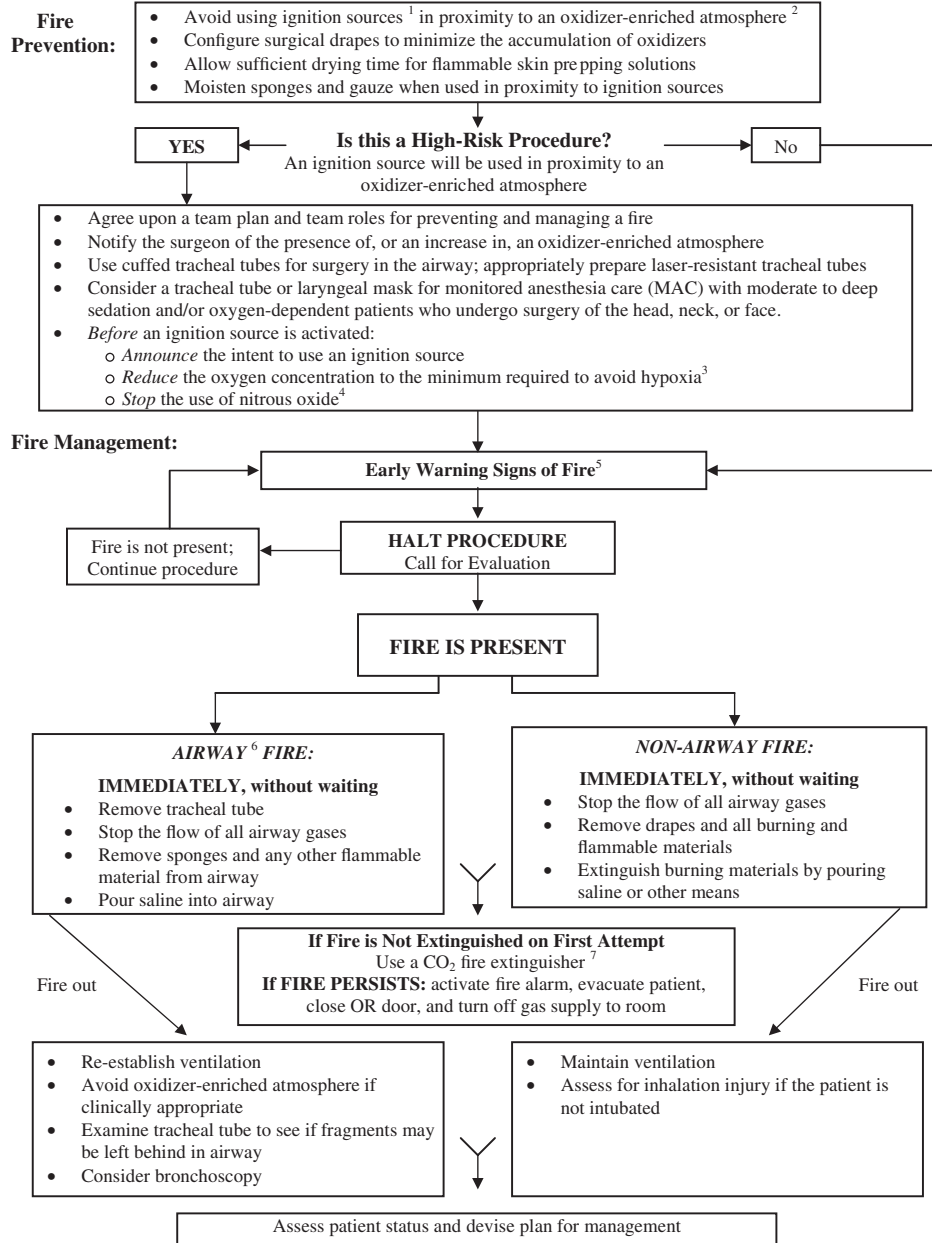 Fire
Prevention:
• Avoid using ignition sources 1 in proximity to an oxidizer-enriched atmosphere 2
• Configure surgical drapes to minimize the accumulation of oxidizers
• Allow sufficient drying time for flammable skin prepping solutions
• Moisten sponges and gauze when used in proximity to ignition sources
YES
Is this a High-Risk Procedure?
An ignition source will be used in proximity to an
oxidizer-enriched atmosphere
No
• Agree upon a team plan and team roles for preventing and managing a fire
• Notify the surgeon of the presence of, or an increase in, an oxidizer-enriched atmosphere
• Use cuffed tracheal tubes for surgery in the airway; appropriately prepare laser-resistant tracheal tubes
• Consider a tracheal tube or laryngeal mask for monitored anesthesia care (MAC) with moderate to deep
sedation and/or oxygen-dependent patients who undergo surgery of the head, neck, or face.
• Before an ignition source is activated:
o Announce the intent to use an ignition source
o Reduce the oxygen concentration to the minimum required to avoid hypoxia3
o Stop the use of nitrous oxide4
Fire Management:
Early Warning Signs of Fire5
HALT PROCEDURE
Call for Evaluation
Fire is not present;
Continue procedure
FIRE IS PRESENT
AIRWAY 6 FIRE:
IMMEDIATELY, without waiting
• Remove tracheal tube
• Stop the flow of all airway gases
• Remove sponges and any other flammable
material from airway
• Pour saline into airway
NON-AIRWAY FIRE:
IMMEDIATELY, without waiting
• Stop the flow of all airway gases
• Remove drapes and all burning and
flammable materials
• Extinguish burning materials by pouring
saline or other means
If Fire is Not Extinguished on First Attempt
Use a CO2 fire extinguisher 7
If FIRE PERSISTS: activate fire alarm, evacuate patient,
close OR door, and turn off gas supply to room
Fire out
Fire out
• Re-establish ventilation
• Avoid oxidizer-enriched atmosphere if
clinically appropriate
• Examine tracheal tube to see if fragments may
be left behind in airway
• Consider bronchoscopy
• Maintain ventilation
• Assess for inhalation injury if the patient is
not intubated
Assess patient status and devise plan for management